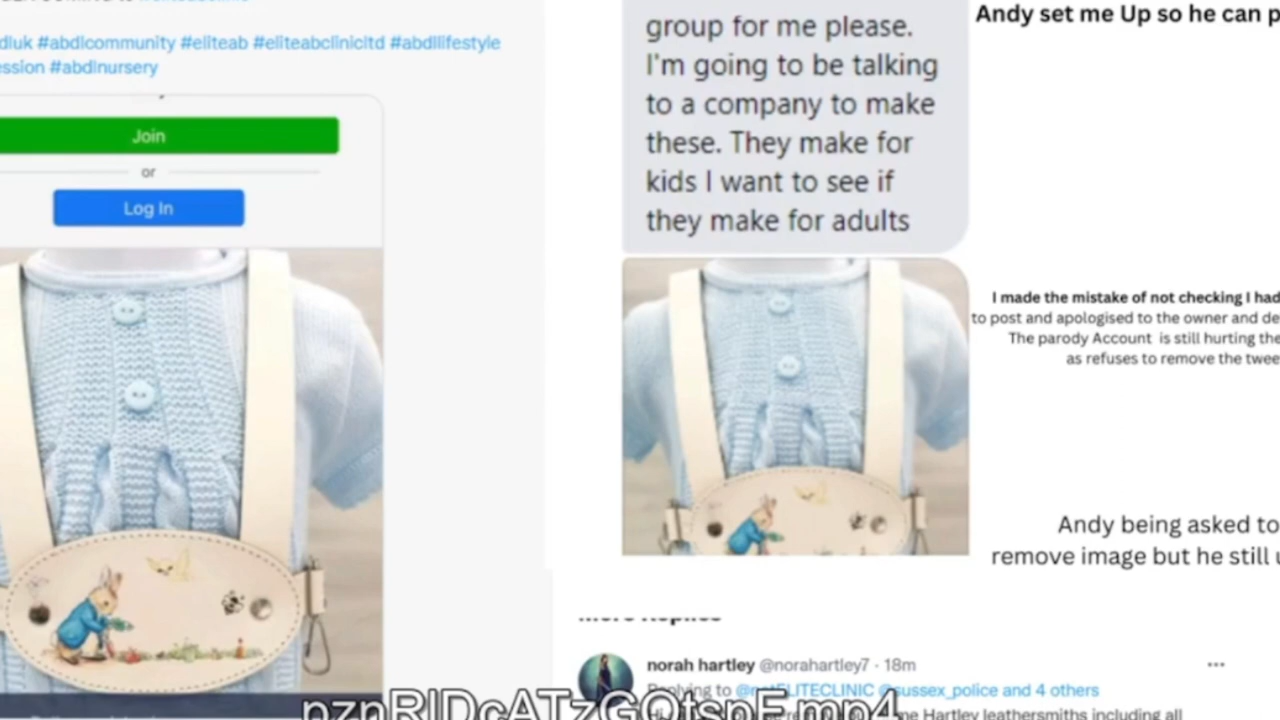 #abdlcommunity #eliteab #eliteabclinicltd #abdllifestyle
#abdlnursery
Join
or
Log In
group for me please.
I'm going to be talking
to a company to make
these. They make for
kids I want to see if
they make for adults
Andy set me Up so he can p
I made the mistake of not checking I had
to post and apologised to the owner and de
The parody Account is still hurting the
as refuses to remove the twee
Andy being asked to
remove image but he still u
More Replies
norah hartley @norahhartley7 · 18m
Replying to @notELITECLINIC @sussex_police and 4 others
Hartley leathersmiths including all